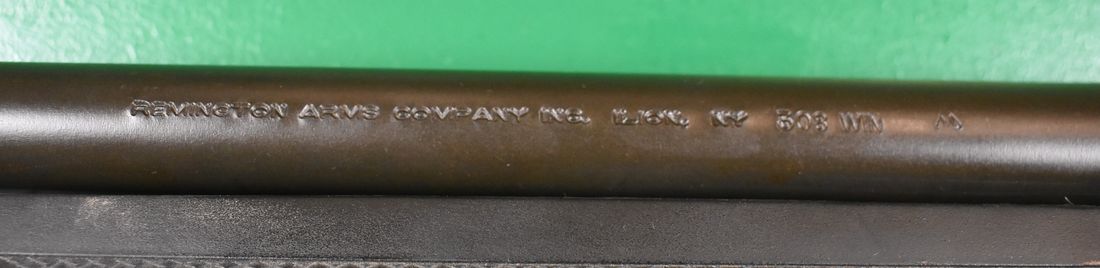 REMINGTON ARMS COMPANY INC. ILION, NY 308 WIN